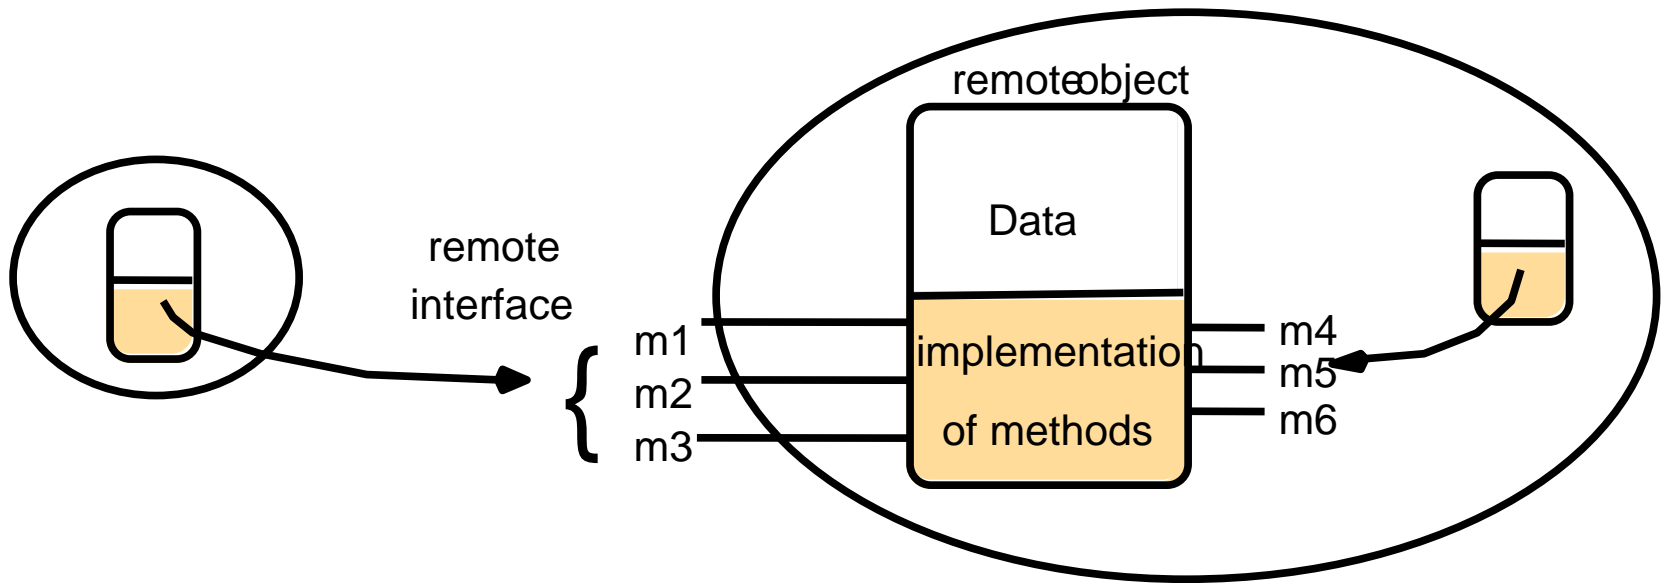 remoteobject
Data
remote
interface
{
m1
m2
m3
implementation
of methods
m4
m5
m6